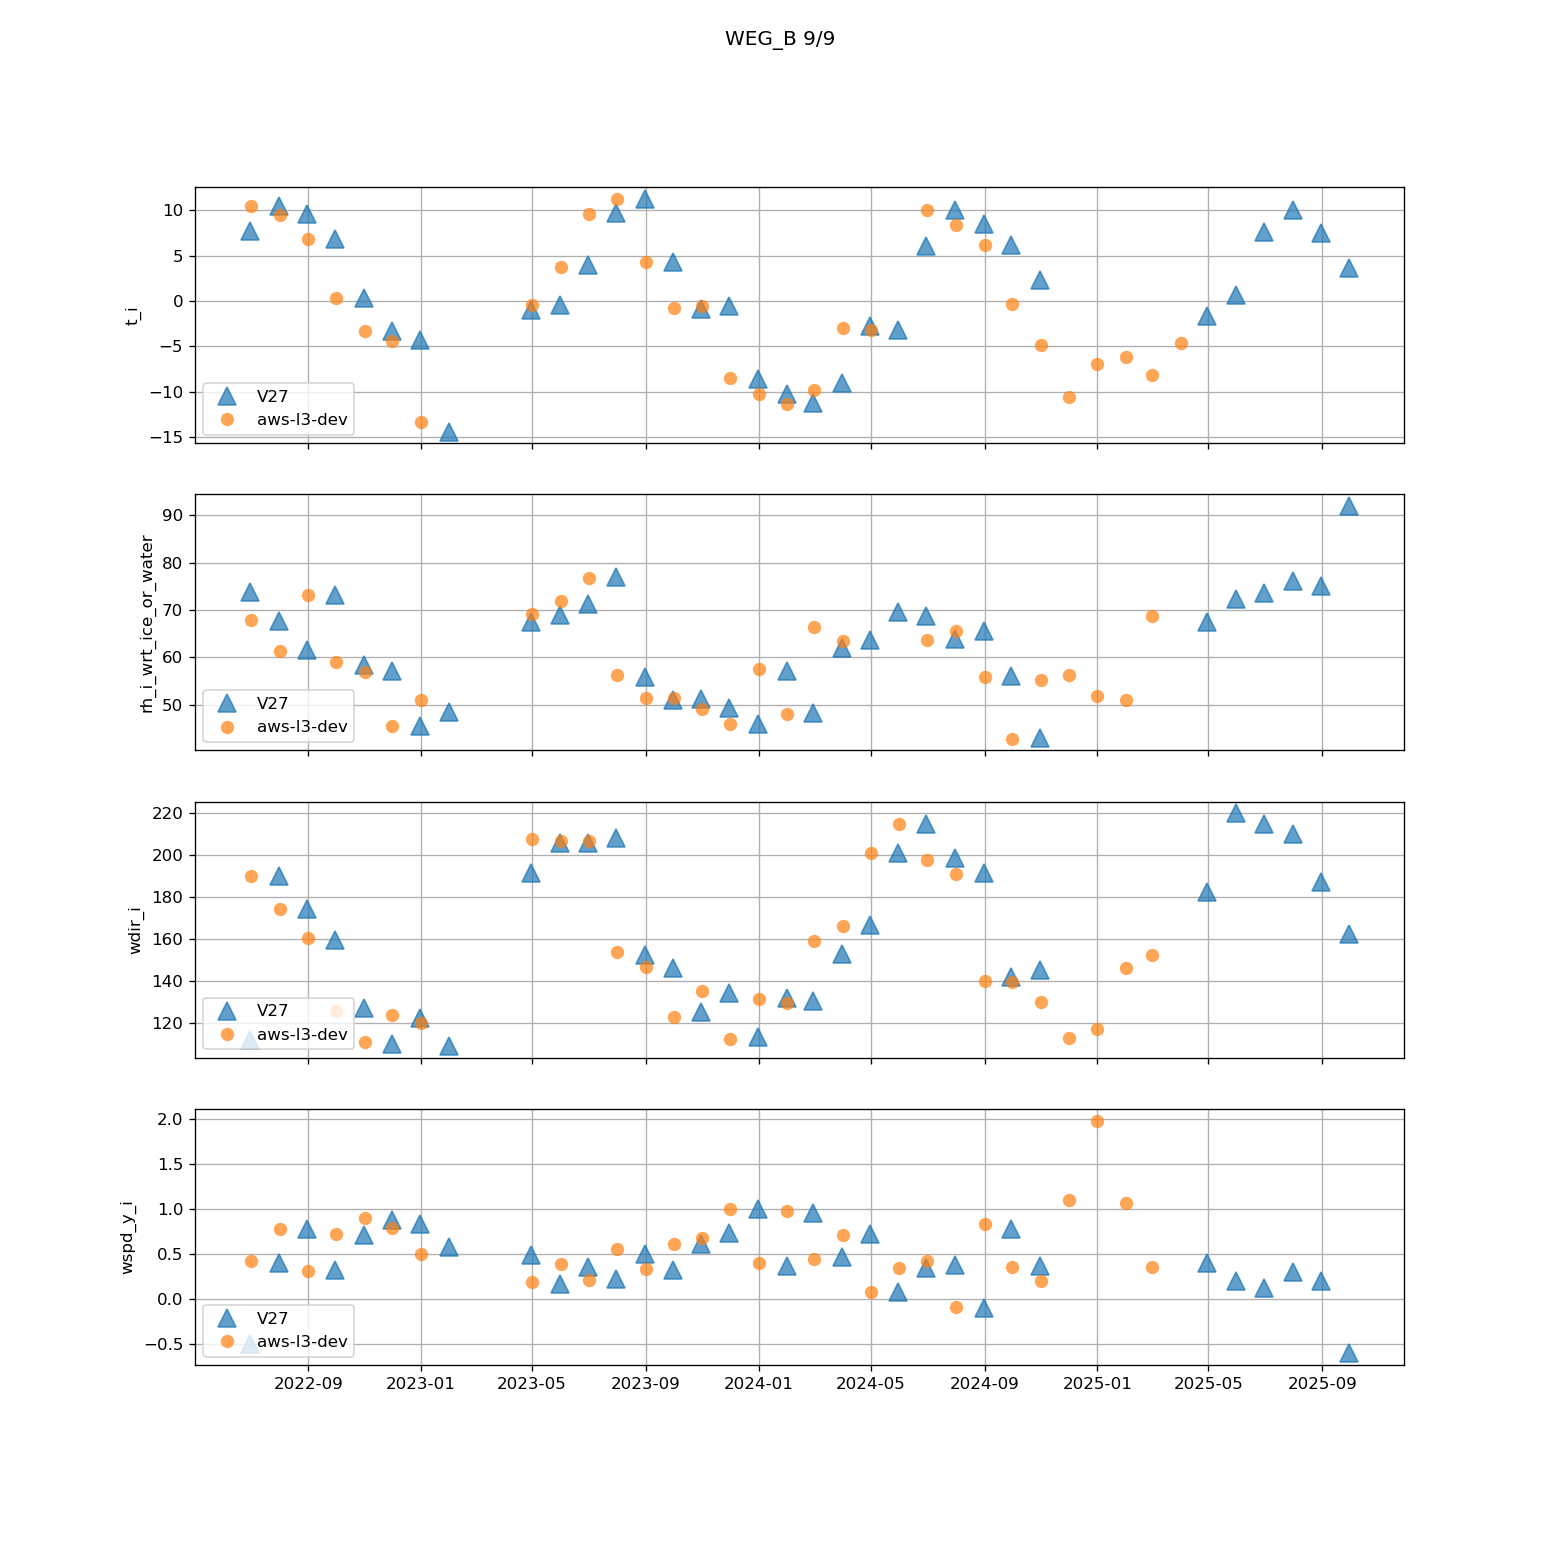 WEG_B 9/9
10
5
0
−5
−10
−15
t_i
V27
aws-l3-dev
90
80
70
60
50
rh_i_wrt_ice_or_water
V27
aws-l3-dev
220
200
180
160
140
120
wdir_i
V27
aws-l3-dev
2.0
1.5
1.0
0.5
0.0
−0.5
wspd_y_i
V27
aws-l3-dev
2022-09 2023-01 2023-05 2023-09 2024-01 2024-05 2024-09 2025-01 2025-05 2025-09